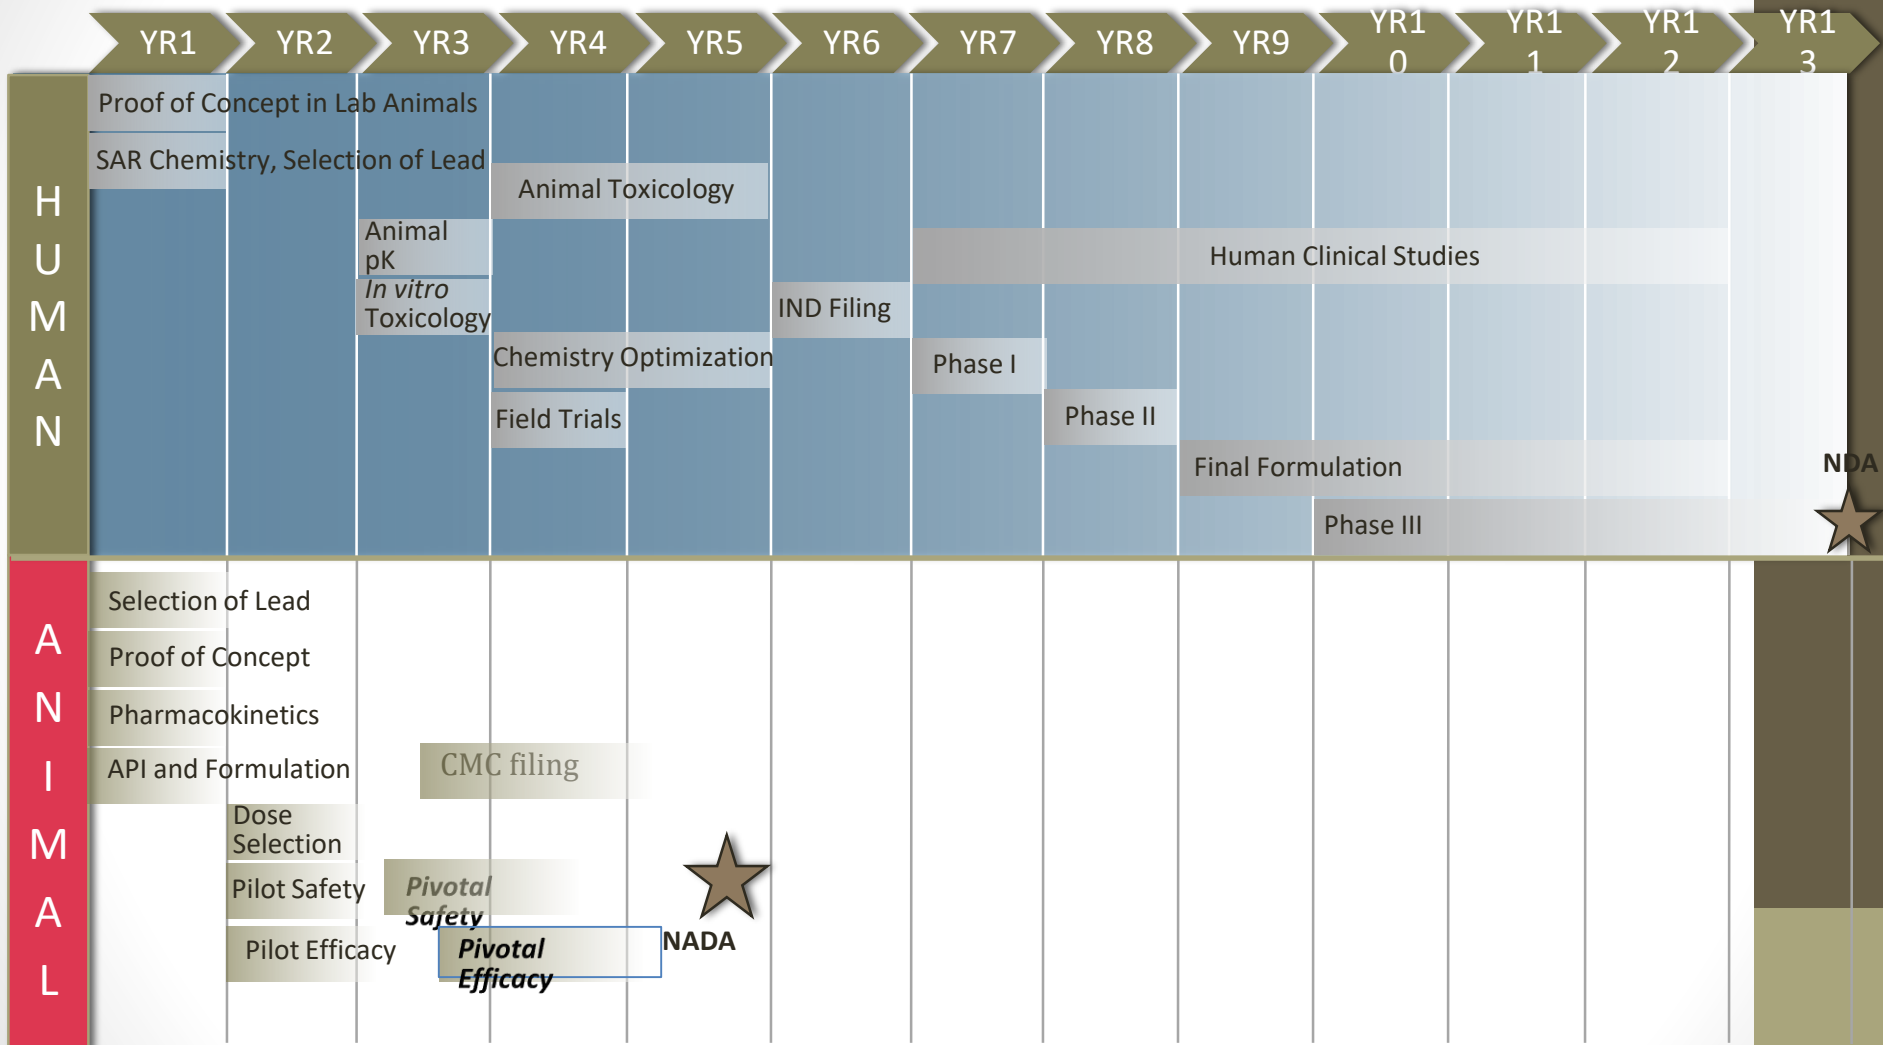 YR1
YR2
YR3
YR4
YR5
YR6
YR7
YR8
YR9
YR1
0
YR1
1
YR1
2
YR1
3
HUMAN
Proof of Concept in Lab Animals
SAR Chemistry, Selection of Lead
Animal Toxicology
Animal
pK
In vitro
Toxicology
Human Clinical Studies
IND Filing
Chemistry Optimization
Phase I
Field Trials
Phase II
Final Formulation
NDA
Phase III
ANIMAL
Selection of Lead
Proof of Concept
Pharmacokinetics
API and Formulation
CMC filing
Dose
Selection
Pilot Safety
Pivotal
Safety
Pilot Efficacy
Pivotal
Efficacy
NADA